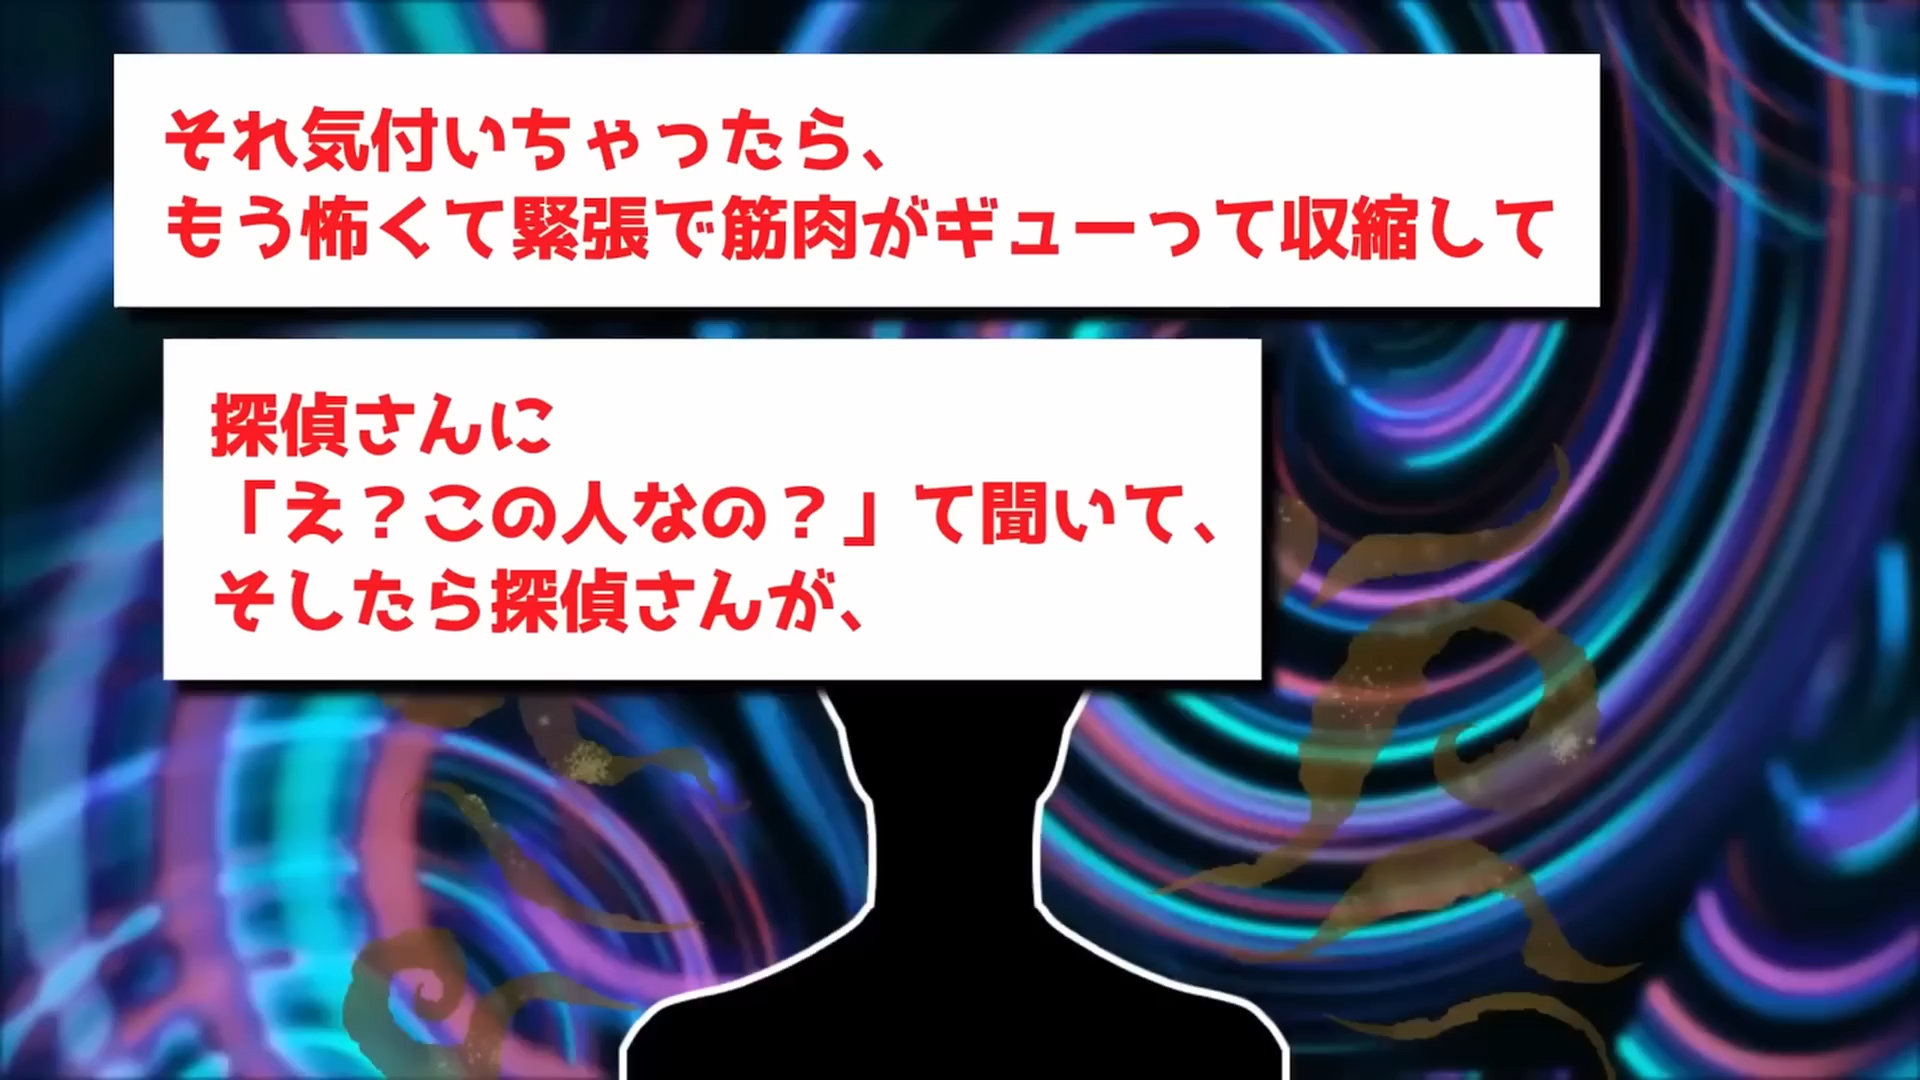 それ気付いちゃったら、
もう怖くて緊張で筋肉がギューって収縮して
探偵さんに
「え？この人なの？」て聞いて、
そしたら探偵さんが、